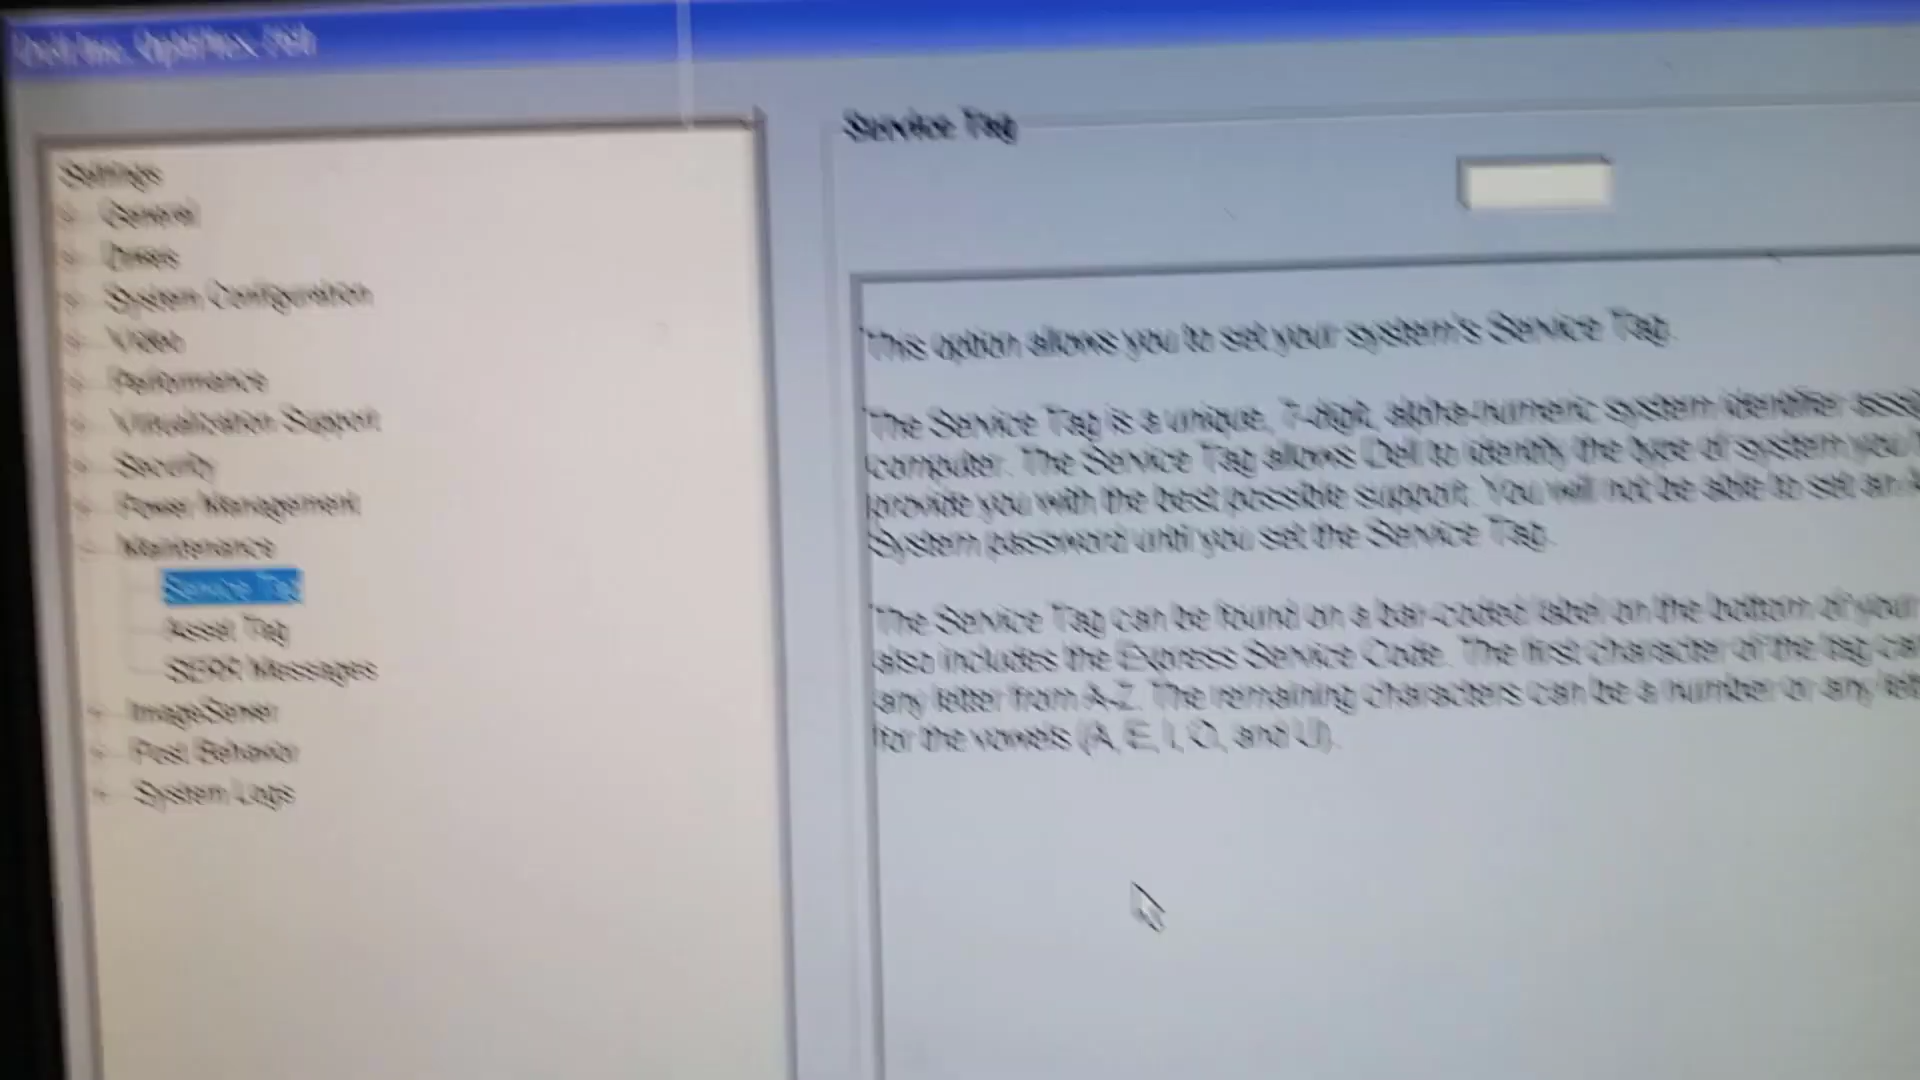 Dell Inc. OptiPlex
Settings
General
Drives
System Configuration
Video
Performance
Virtualization Support
Security
Power Management
Maintenance
Service Tag
Asset Tag
SERR Messages
ImageServer
Post Behavior
System Logs
Service Tag
This option allows you to set your system's Service Tag.
The Service Tag is a unique, 7-digit, alpha-numeric system identifier
computer. The Service Tag allows Dell to identify the type of system you
provide you with the best possible support. You will not be able to set an
System password until you set the Service Tag.
The Service Tag can be found on a bar-coded label on the bottom of your
also includes the Express Service Code. The first character of the tag
any letter from A-Z. The remaining characters can be a number or any
for the vowels (A, E, I, O, and U).